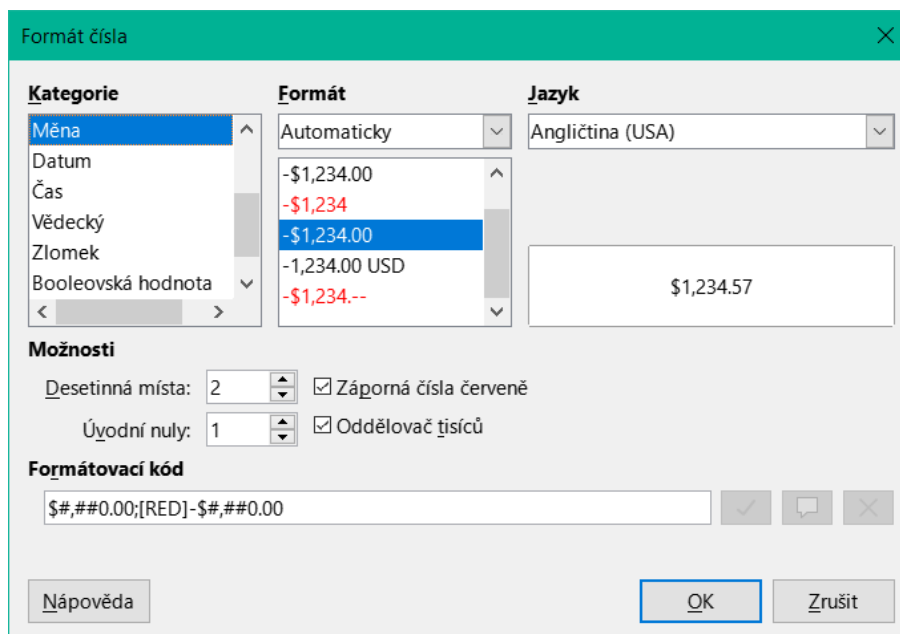 Formát čísla
Kategorie
Formát
Jazyk
Měna
Datum
Čas
Vědecký
Zlomek
Booleovská hodnota
Automaticky
-$1,234.00
-$1,234
-$1,234.00
-1,234.00 USD
-$1,234.--
Angličtina (USA)
$1,234.57
Možnosti
Desetinná místa: 2
Záporná čísla červeně
Úvodní nuly: 1
Oddělovač tisíců
Formátovací kód
$#,##0.00;[RED]-$#,##0.00
Nápověda
OK
Zrušit